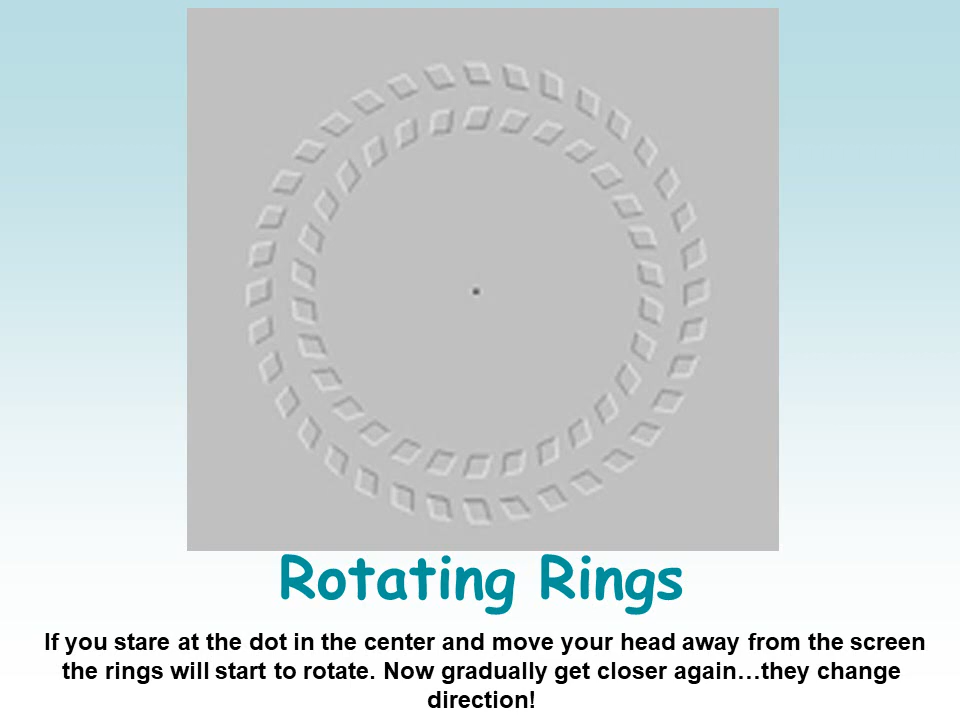 Rotating Rings
If you stare at the dot in the center and move your head away from the screen
the rings will start to rotate. Now gradually get closer again…they change
direction!